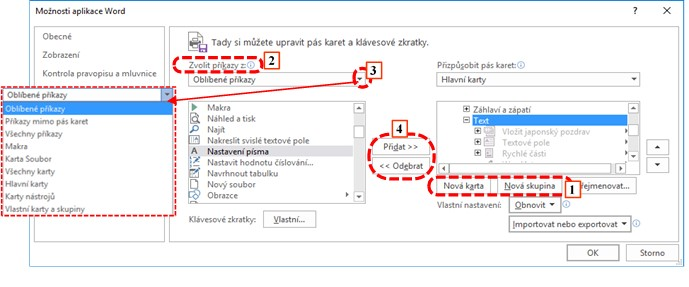 Možnosti aplikace Word
?
Obecné
Zobrazení
Kontrola pravopisu a mluvnice
Tady si můžete upravit pás karet a klávesové zkratky.
Zvolit příkazy z:
2
Oblíbené příkazy
3
Přizpůsobit pás karet:
Hlavní karty
Oblíbené příkazy
Oblíbené příkazy
Příkazy mimo pás karet
Všechny příkazy
Makra
Karta Soubor
Všechny karty
Hlavní karty
Karty nástrojů
Vlastní karty a skupiny
Makra
Náhled a tisk
Najít
Nakreslit svislé textové pole
Nastavení písma
Nastavit hodnotu číslování...
Navrhnout tabulku
Nový soubor
Obrazce
4
Přidat >>
<< Odebrat
Záhlaví a zápatí
Text
Vložit japonský pozdrav
Textové pole
Rychlé části
Nová karta
Nová skupina
1
Přejmenovat...
Klávesové zkratky:
Vlastní...
Vlastní nastavení:
Obnovit
Importovat nebo exportovat
OK
Storno